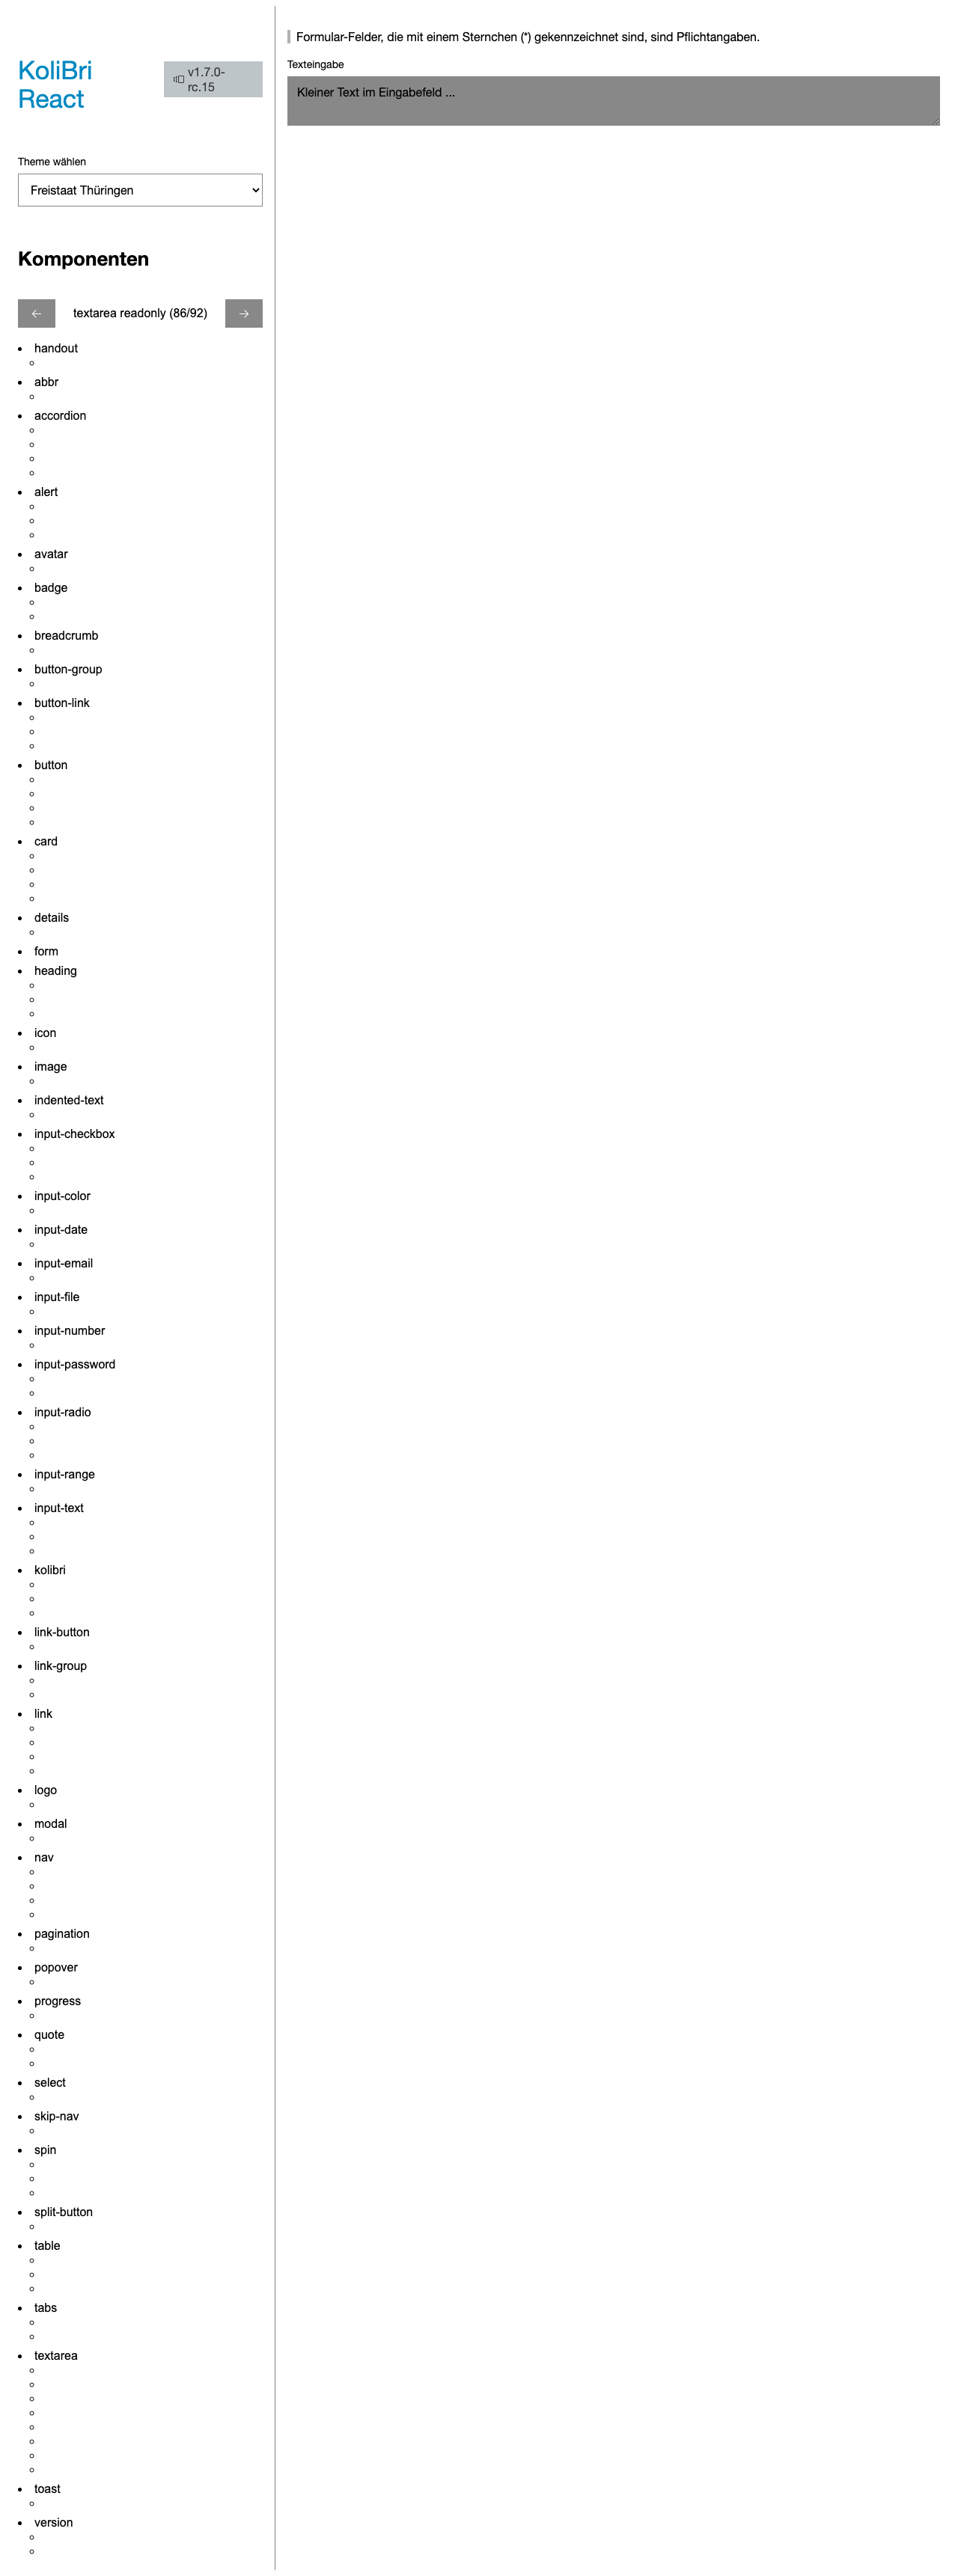 KoliBri
React
v1.7.0-
rc.15
Theme wählen
Freistaat Thüringen
Komponenten
textarea readonly (86/92)
handout
abbr
accordion
alert
avatar
badge
breadcrumb
button-group
button-link
button
card
details
form
heading
icon
image
indented-text
input-checkbox
input-color
input-date
input-email
input-file
input-number
input-password
input-radio
input-range
input-text
kolibri
link-button
link-group
link
logo
modal
nav
pagination
popover
progress
quote
select
skip-nav
spin
split-button
table
tabs
textarea
toast
version
Formular-Felder, die mit einem Sternchen (*) gekennzeichnet sind, sind Pflichtangaben.
Texteingabe
Kleiner Text im Eingabefeld ...